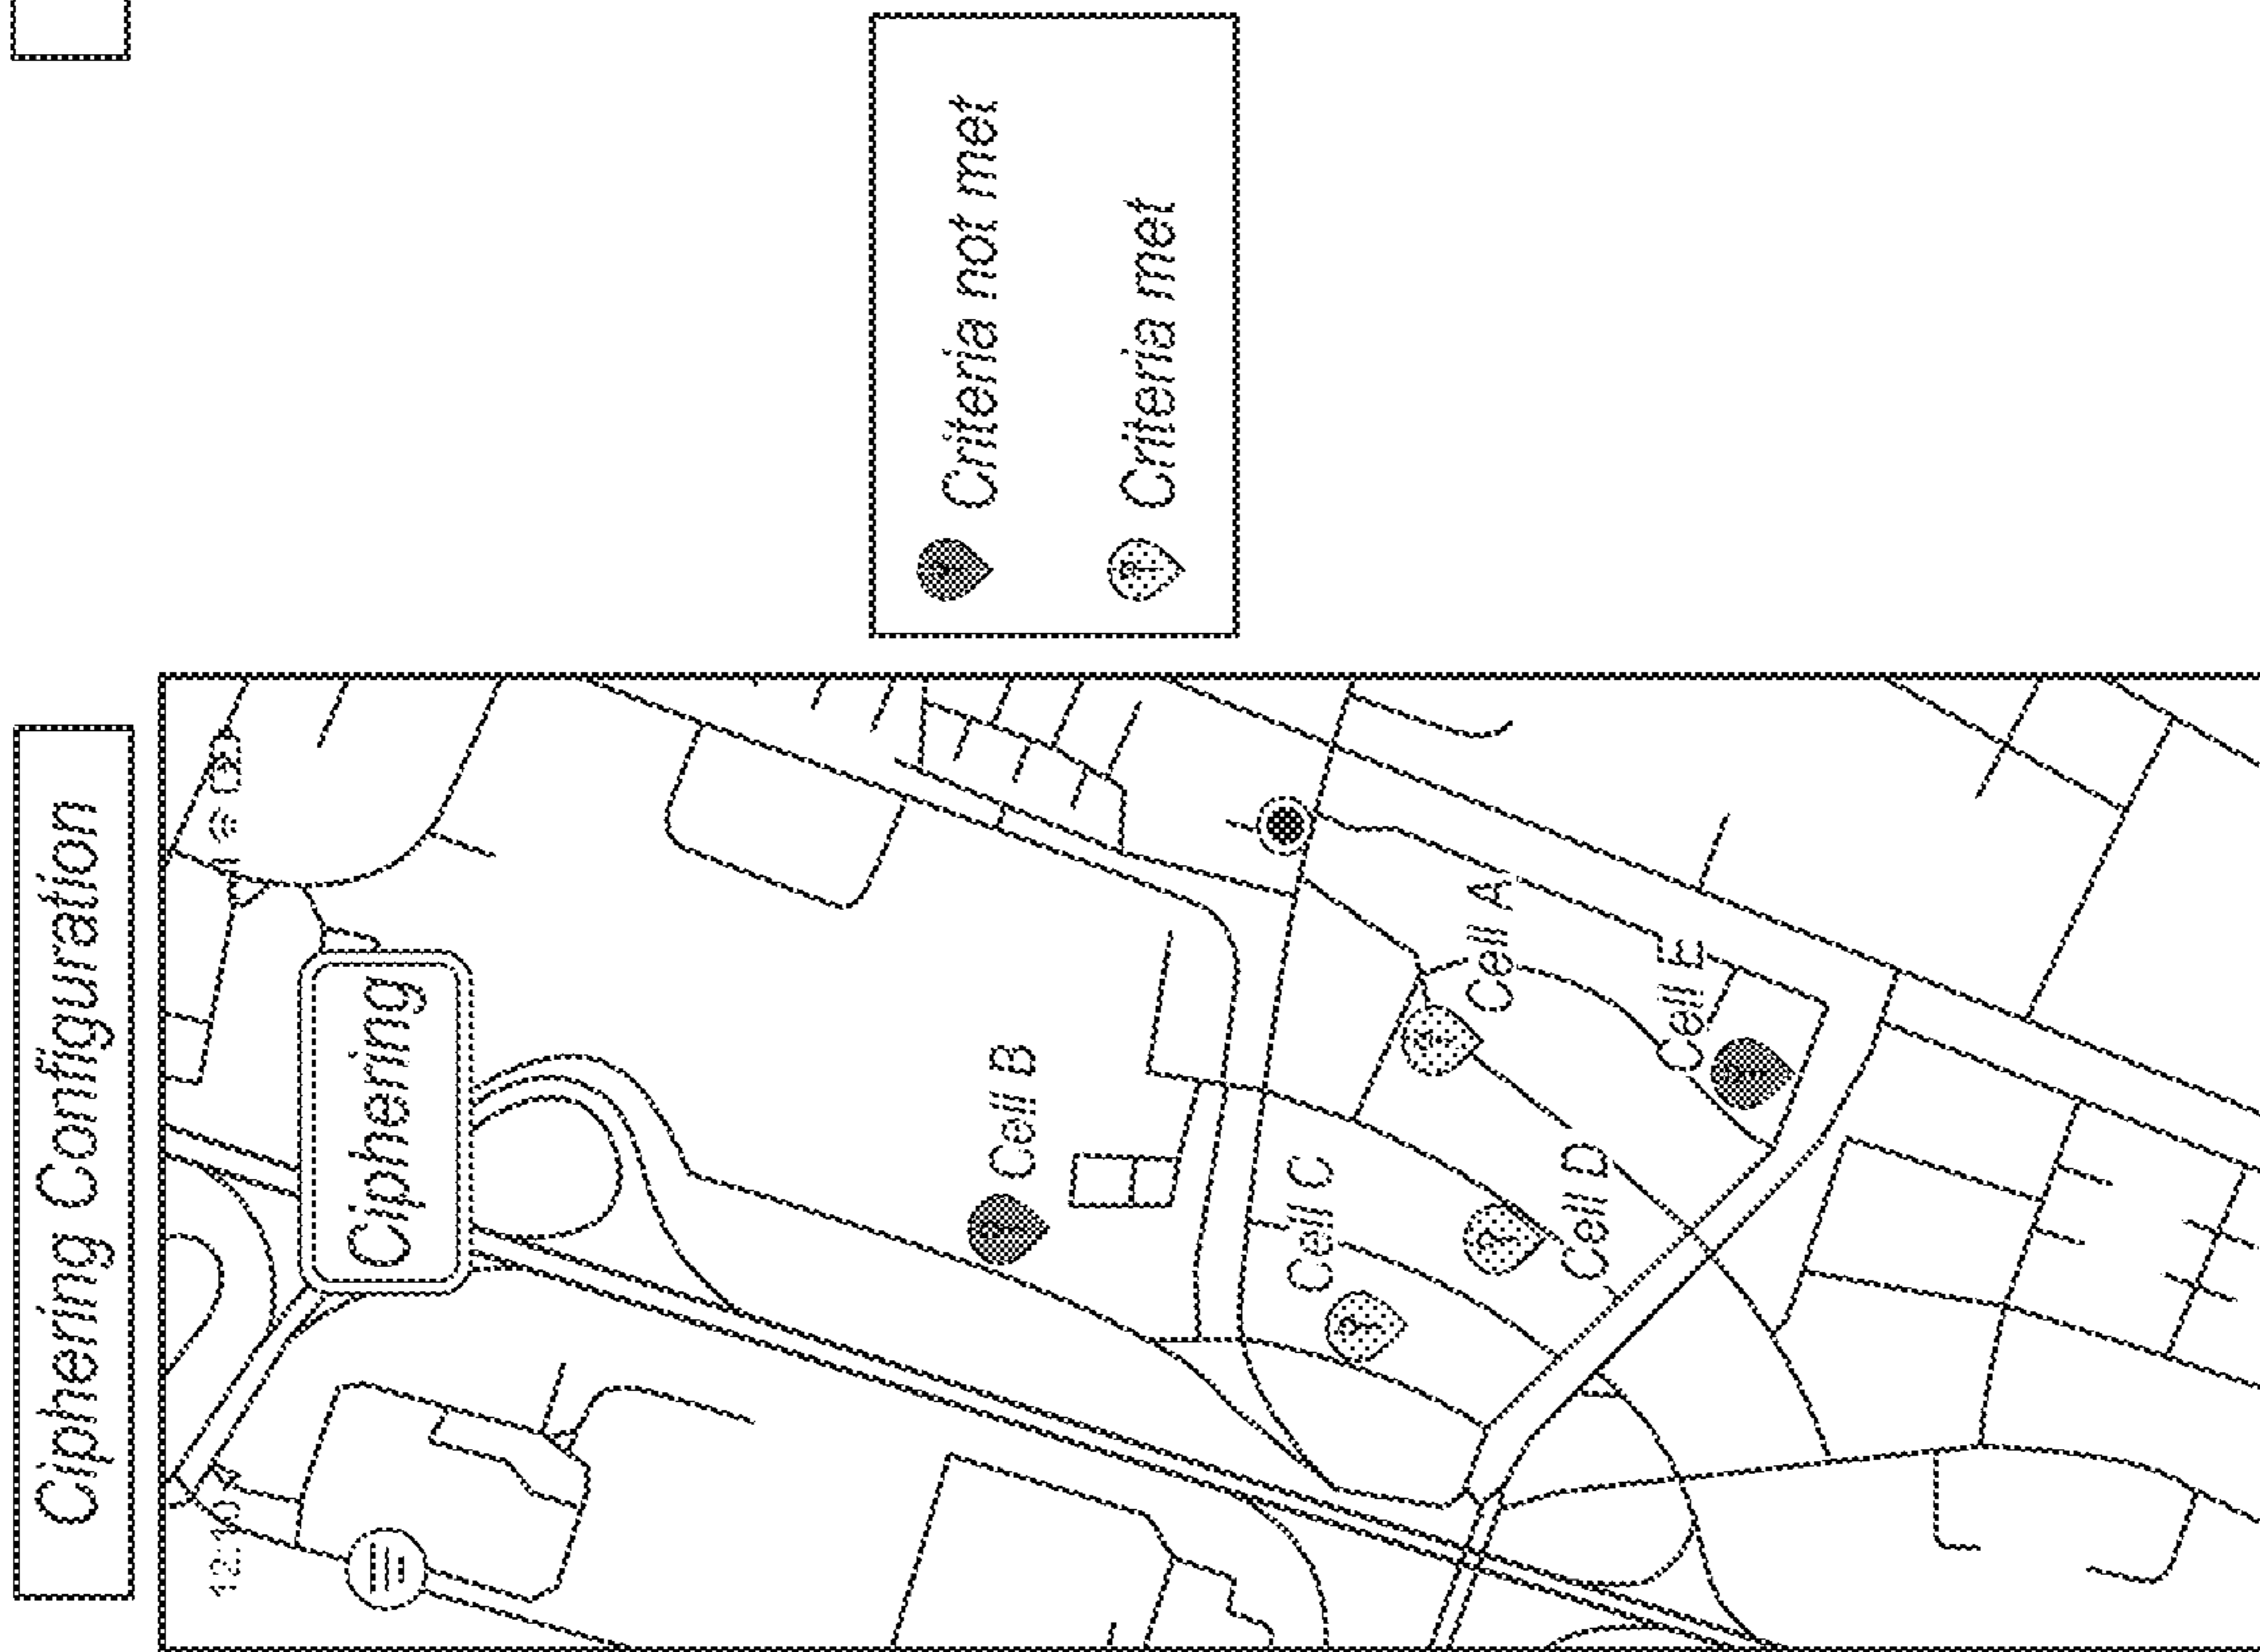 Ciphering Configuration
Ciphering
Cell B
Cell C
Cell A
Cell D
Cell E
Criteria not met
Criteria met